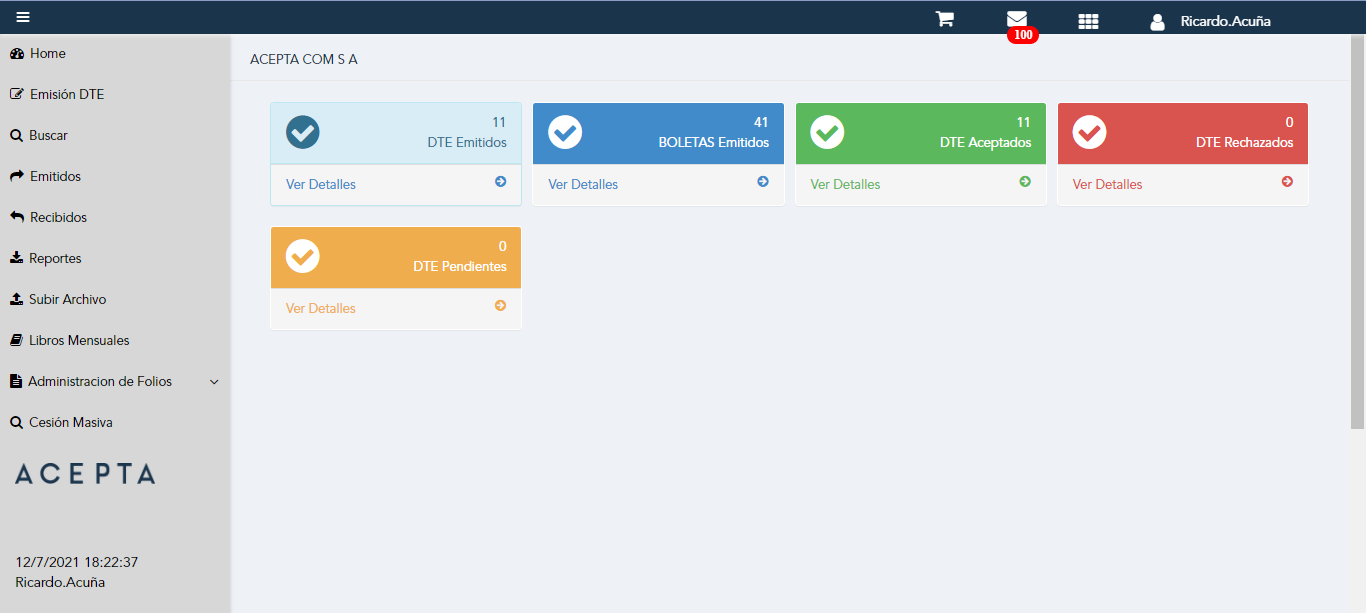 Ricardo.Acuña
100
Home
Emisión DTE
Buscar
Emitidos
Recibidos
Reportes
Subir Archivo
Libros Mensuales
Administracion de Folios
Cesión Masiva
ACEPTA
12/7/2021 18:22:37
Ricardo.Acuña
ACEPTA COM S A
11
DTE Emitidos
Ver Detalles
41
BOLETAS Emitidos
Ver Detalles
11
DTE Aceptados
Ver Detalles
0
DTE Rechazados
Ver Detalles
0
DTE Pendientes
Ver Detalles